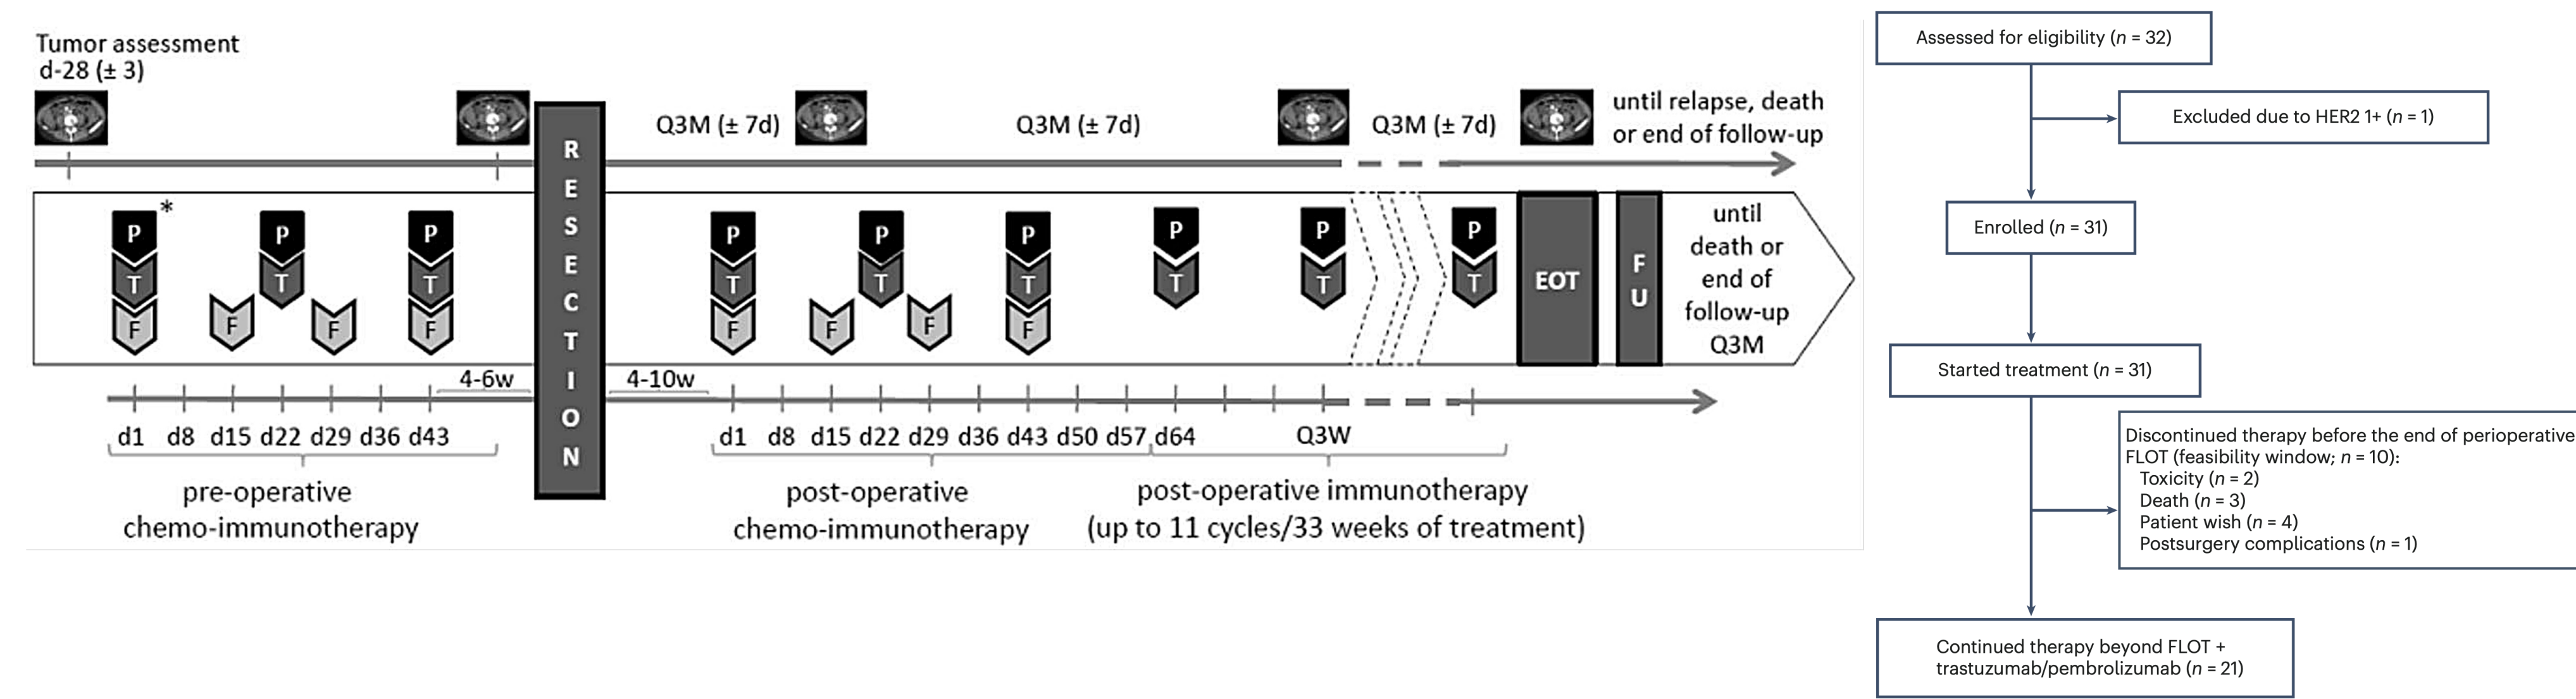 Tumor assessment
d-28 (± 3)
Q3M (± 7d)
Q3M (± 7d)
Q3M (± 7d)
until relapse, death
or end of follow-up
P
T
F
*
F
P
T
F
P
T
F
RESECTION
P
T
F
F
P
T
F
P
T
F
P
T
P
T
P
T
EOT
FU
until
death or
end of
follow-up
Q3M
4-6w
4-10w
d1 d8 d15 d22 d29 d36 d43
d1 d8 d15 d22 d29 d36 d43 d50 d57 d64 Q3W
pre-operative
chemo-immunotherapy
post-operative
chemo-immunotherapy
post-operative immunotherapy
(up to 11 cycles/33 weeks of treatment)
Assessed for eligibility (n = 32)
Excluded due to HER2 1+ (n = 1)
Enrolled (n = 31)
Started treatment (n = 31)
Discontinued therapy before the end of perioperative
FLOT (feasibility window; n = 10):
Toxicity (n = 2)
Death (n = 3)
Patient wish (n = 4)
Postsurgery complications (n = 1)
Continued therapy beyond FLOT +
trastuzumab/pembrolizumab (n = 21)